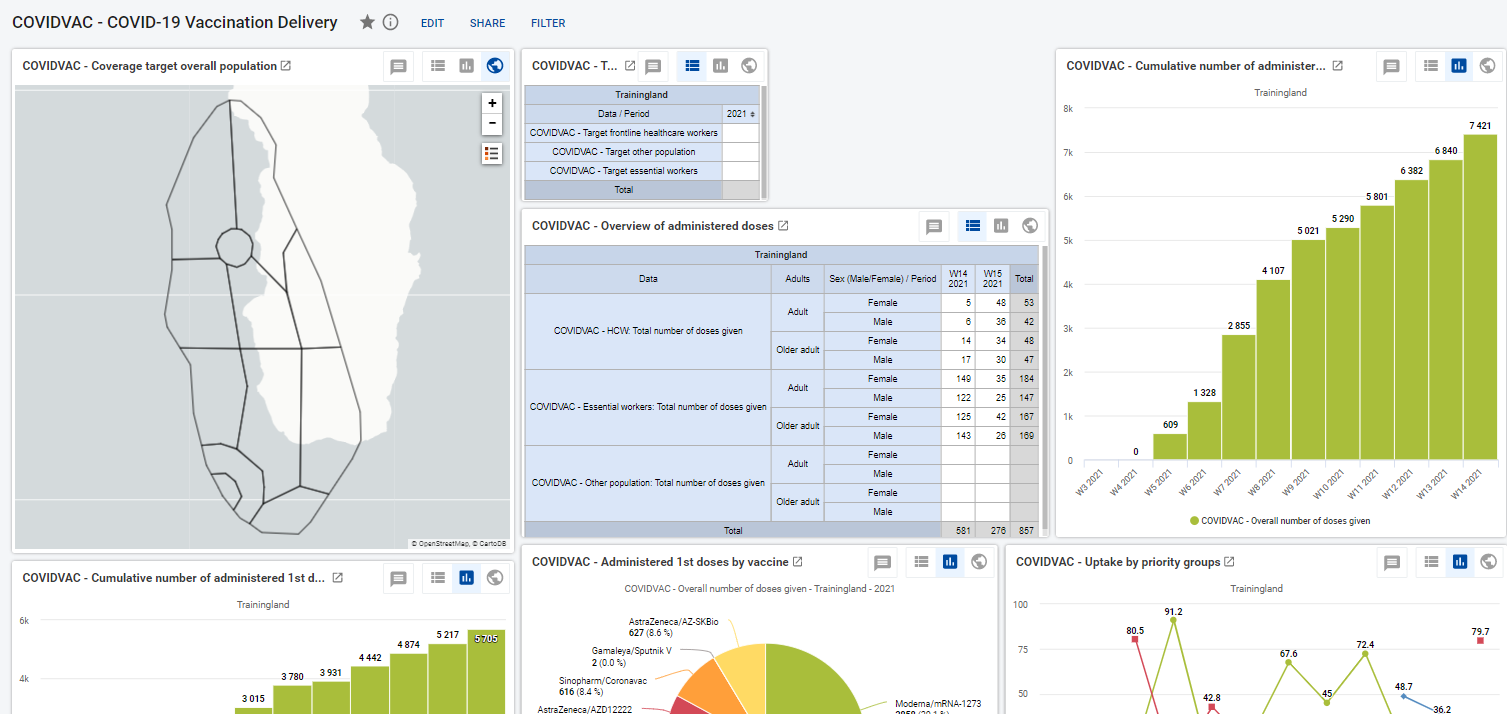 COVIDVAC - COVID-19 Vaccination Delivery
EDIT
SHARE
FILTER
COVIDVAC - Coverage target overall population
+
−
© OpenStreetMap, © CartoDB
COVIDVAC - T...
Trainingland
Data / Period 2021
COVIDVAC - Target frontline healthcare workers
COVIDVAC - Target other population
COVIDVAC - Target essential workers
Total
COVIDVAC - Overview of administered doses
Trainingland
Data Adults Sex (Male/Female) / Period W14 2021 W15 2021 Total
COVIDVAC - HCW: Total number of doses given
Adult Female 5 48 53
Male 6 36 42
Older adult Female 14 34 48
Male 17 30 47
COVIDVAC - Essential workers: Total number of doses given
Adult Female 149 35 184
Male 122 25 147
Older adult Female 125 42 167
Male 143 26 169
COVIDVAC - Other population: Total number of doses given
Adult Female
Male
Older adult Female
Male
Total 581 276 857
COVIDVAC - Cumulative number of administer...
Trainingland
8k
7k
6k
5k
4k
3k
2k
1k
0
0
609
1 328
2 855
4 107
5 021
5 290
5 801
6 382
6 840
7 421
W3 2021
W4 2021
W5 2021
W6 2021
W7 2021
W8 2021
W9 2021
W10 2021
W11 2021
W12 2021
W13 2021
W14 2021
COVIDVAC - Overall number of doses given
COVIDVAC - Cumulative number of administered 1st d...
Trainingland
6k
4k
3 015
3 780
3 931
4 442
4 874
5 217
5 705
COVIDVAC - Administered 1st doses by vaccine
COVIDVAC - Overall number of doses given - Trainingland - 2021
AstraZeneca/AZ-SKBio
627 (8.6 %)
Gamaleya/Sputnik V
2 (0.0 %)
Sinopharm/Coronavac
616 (8.4 %)
AstraZeneca/AZD12222
Moderna/mRNA-1273
COVIDVAC - Uptake by priority groups
Trainingland
100
75
50
80.5
91.2
42.8
67.6
45
72.4
48.7
36.2
79.7